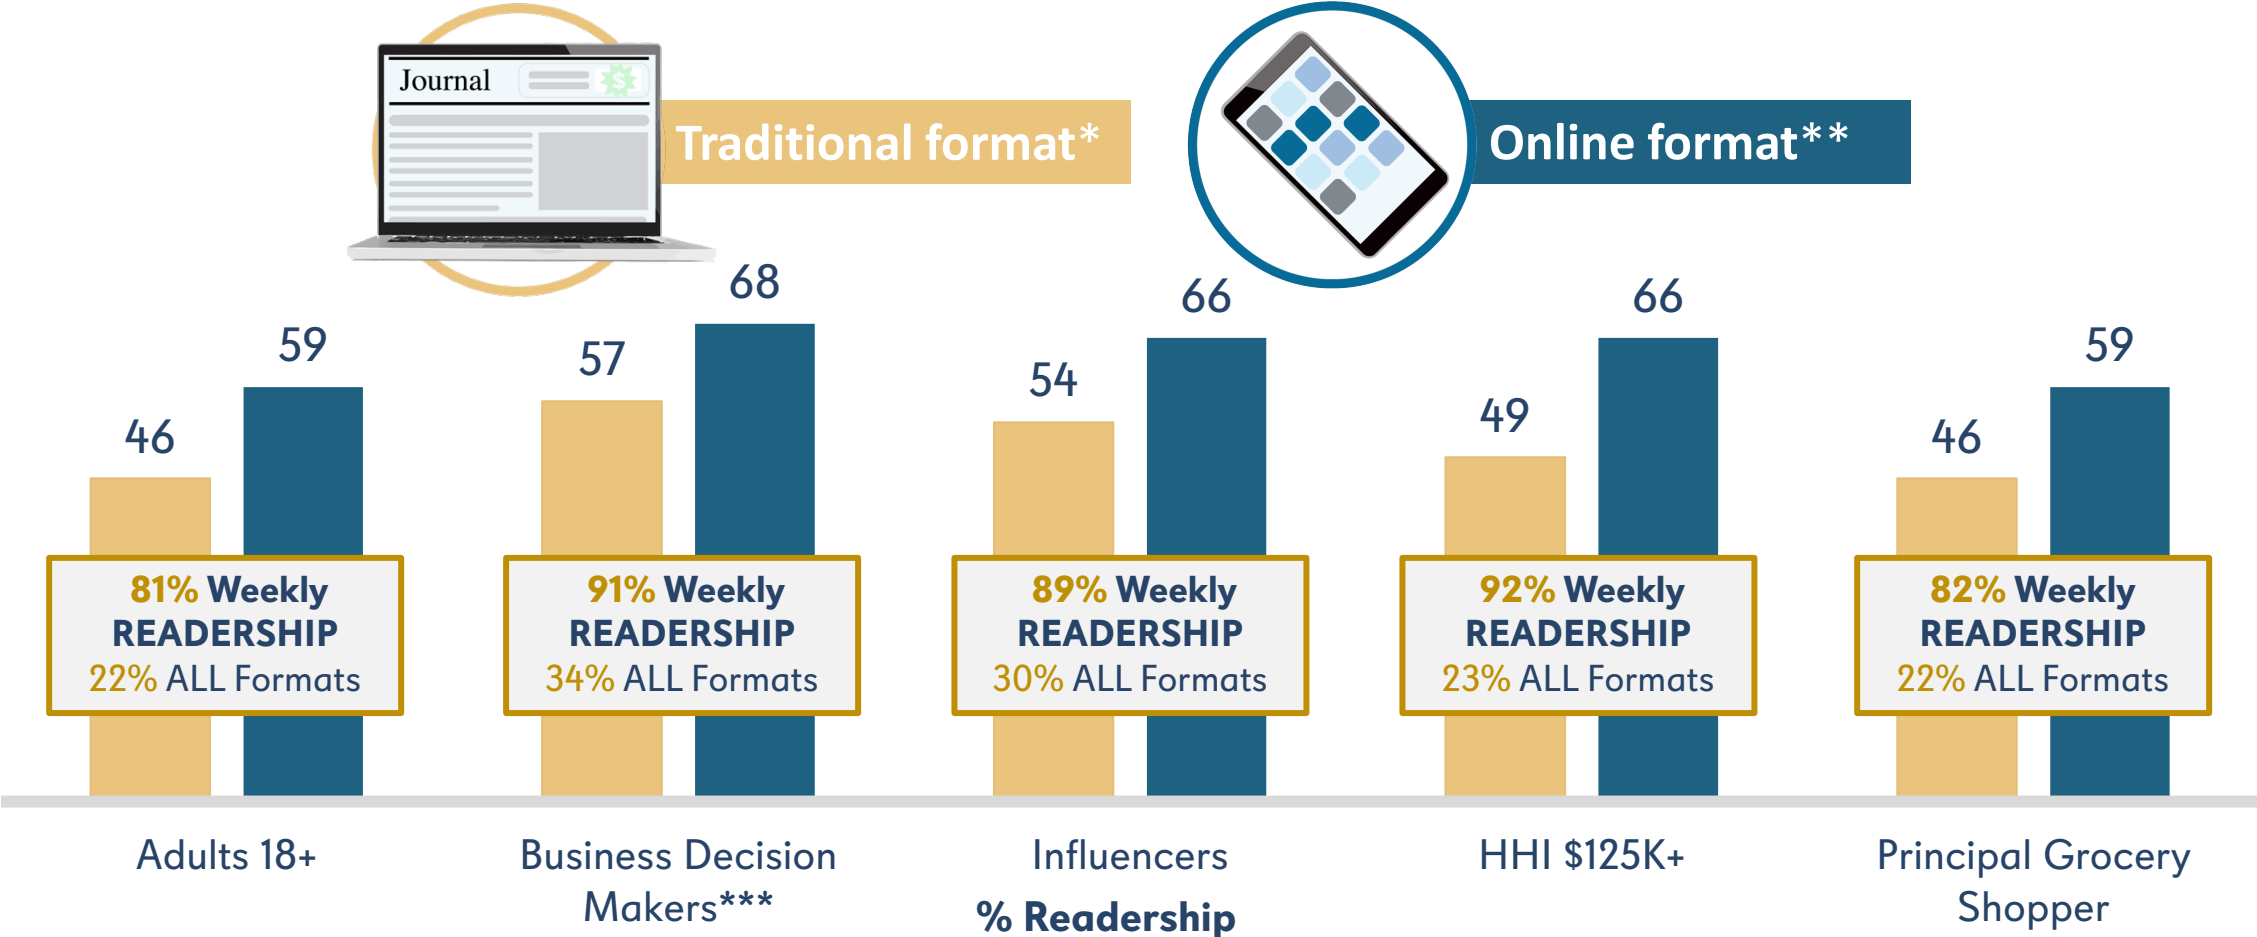 Journal
$
Traditional format*
Online format**
46
59
57
68
54
66
49
66
46
59
81% Weekly
READERSHIP
22% ALL Formats
91% Weekly
READERSHIP
34% ALL Formats
89% Weekly
READERSHIP
30% ALL Formats
92% Weekly
READERSHIP
23% ALL Formats
82% Weekly
READERSHIP
22% ALL Formats
Adults 18+
Business Decision
Makers***
Influencers
HHI $125K+
Principal Grocery
Shopper
% Readership